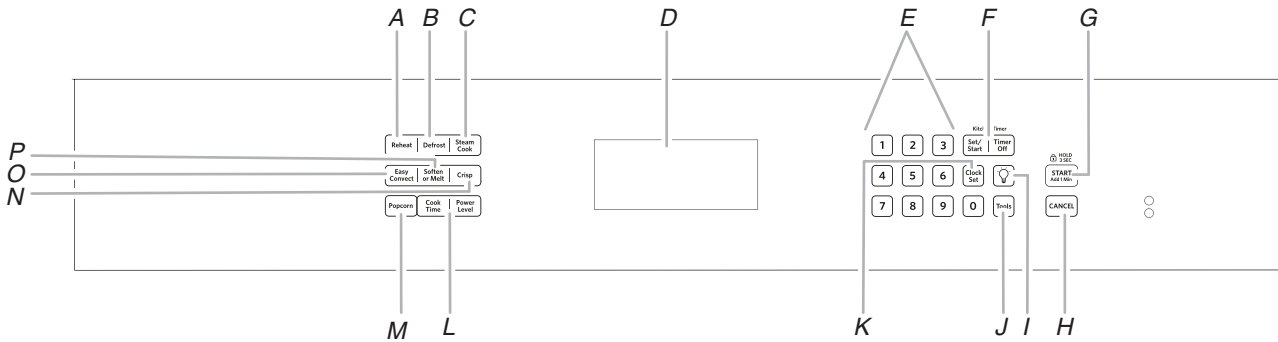 A B C D E F G
Kitchen Timer
Reheat Defrost Steam Cook
1 2 3
Set/ Start Timer Off
HOLD 3 SEC
P
O
N
Easy Convect Soften or Melt Crisp
4 5 6
Clock Set
START Add 1 Min
Popcorn Cook Time Power Level
7 8 9 0
Tools
CANCEL
M L K J I H